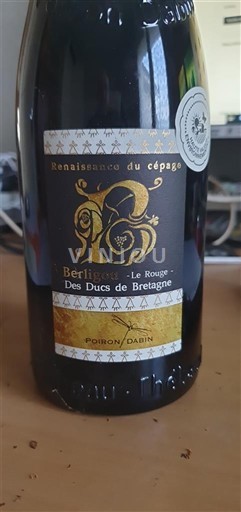 Renaissance du cépage
VINIOU
Berligou - Le Rouge -
Des Ducs de Bretagne
POIRON DABIN